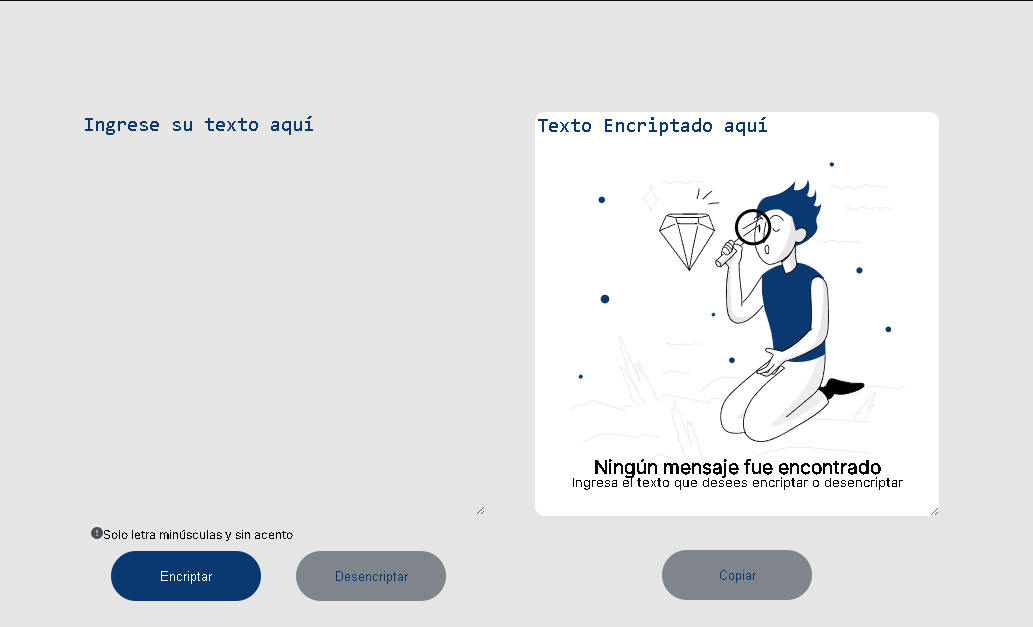 Ingrese su texto aquí
Texto Encriptado aquí
Ningún mensaje fue encontrado
Ingresa el texto que desees encriptar o desencriptar
Solo letra minúsculas y sin acento
Encriptar
Desencriptar
Copiar